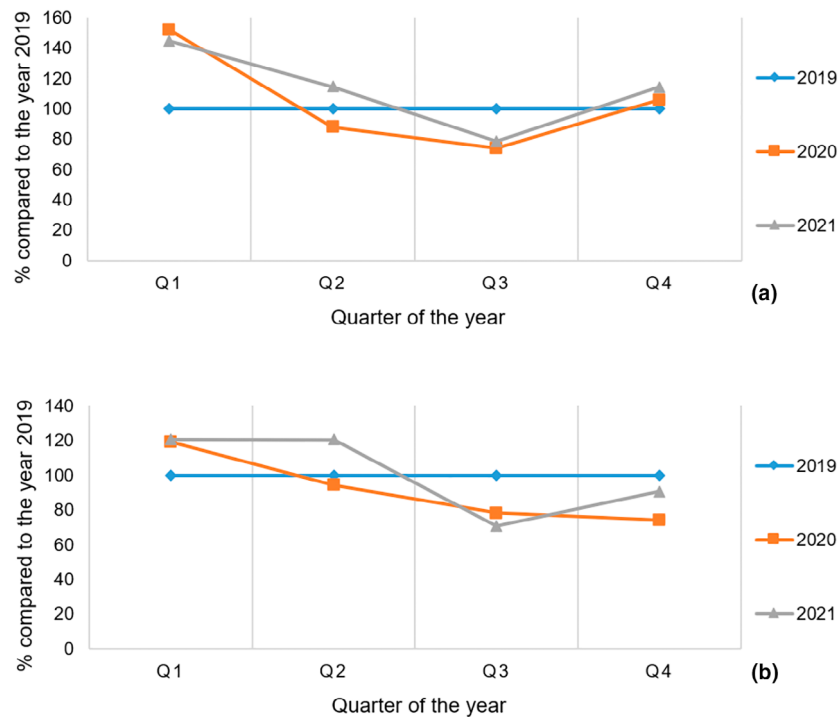 160
140
120
100
80
60
40
20
0
% compared to the year 2019
Q1 Q2 Q3 Q4
Quarter of the year
2019
2020
2021
(a)
140
120
100
80
60
40
20
0
% compared to the year 2019
Q1 Q2 Q3 Q4
Quarter of the year
2019
2020
2021
(b)